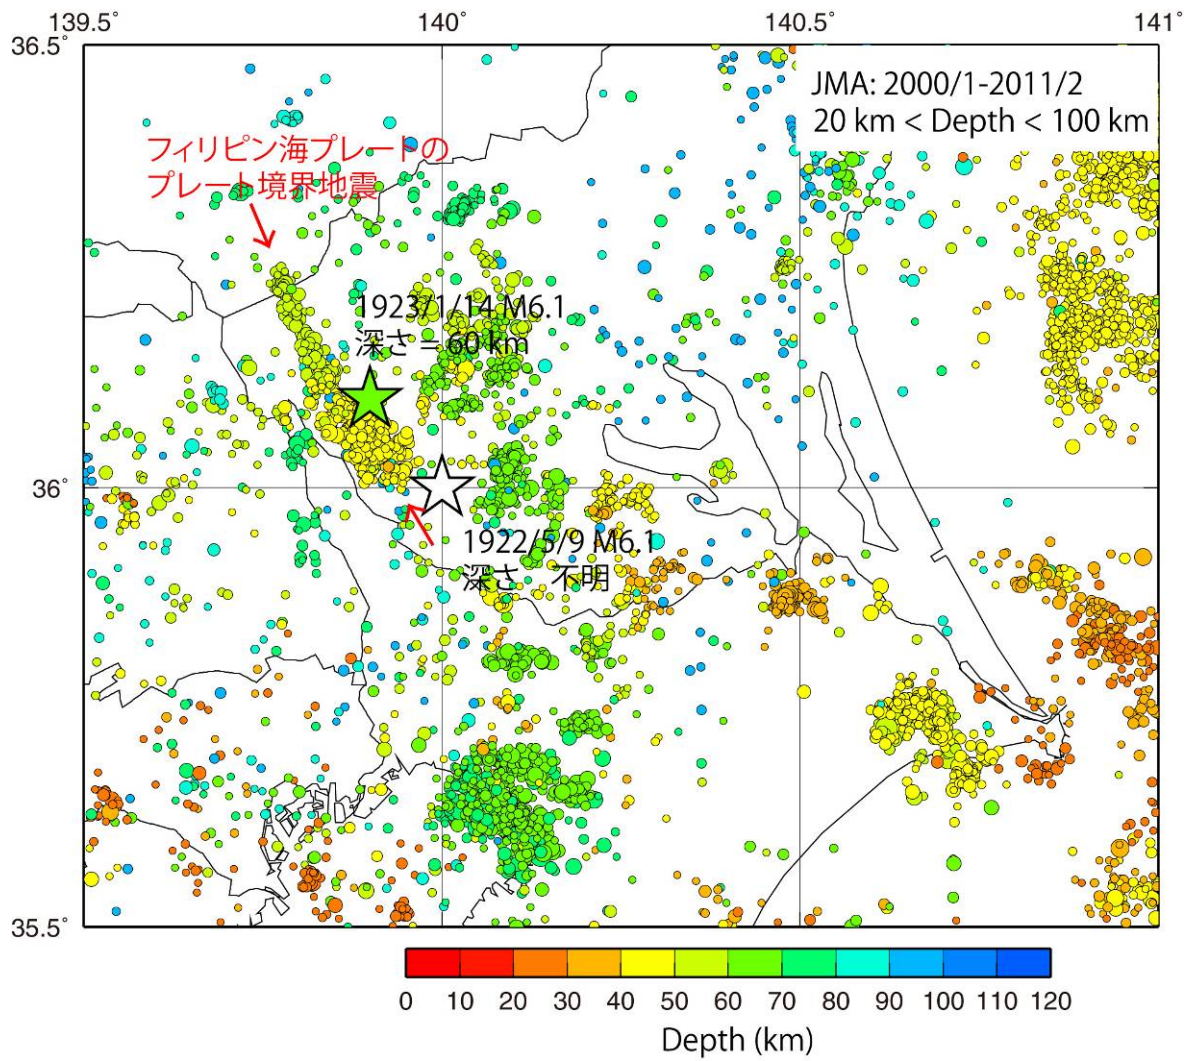 139.5° 140° 140.5° 141°
36.5°
JMA: 2000/1-2011/2
20 km < Depth < 100 km
フィリピン海プレートの
プレート境界地震
1923/1/14 M6.1
深さ = 60 km
36°
1922/5/9 M6.1
深さ 不明
35.5°
0 10 20 30 40 50 60 70 80 90 100 110 120
Depth (km)